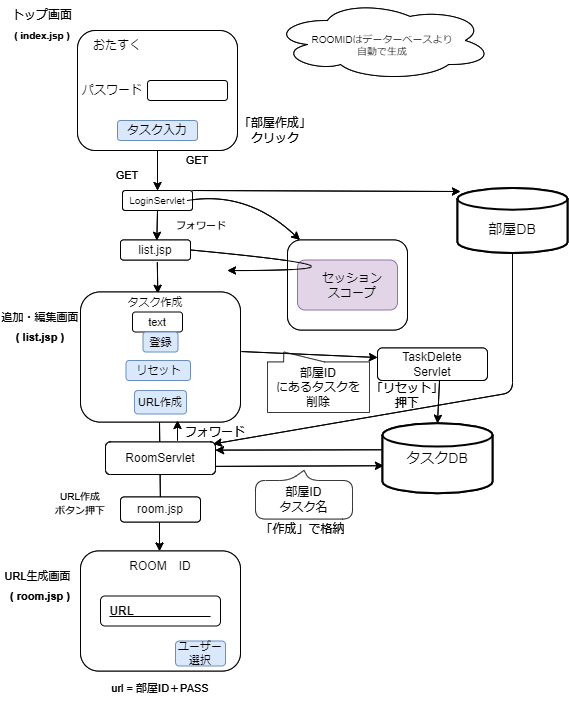 トップ画面
( index.jsp )
おたすく
パスワード
タスク入力
ROOMIDはデーターベースより
自動で生成
「部屋作成」
クリック
GET
GET
LoginServlet
フォワード
部屋DB
list.jsp
セッション
スコープ
追加・編集画面
( list.jsp )
タスク作成
text
登録
リセット
URL作成
部屋ID
にあるタスクを
削除
TaskDelete
Servlet
「リセット」
押下
フォワード
RoomServlet
タスクDB
部屋ID
タスク名
「作成」で格納
URL作成
ボタン押下
room.jsp
URL生成画面
( room.jsp )
ROOM ID
URL
ユーザー
選択
url = 部屋ID＋PASS